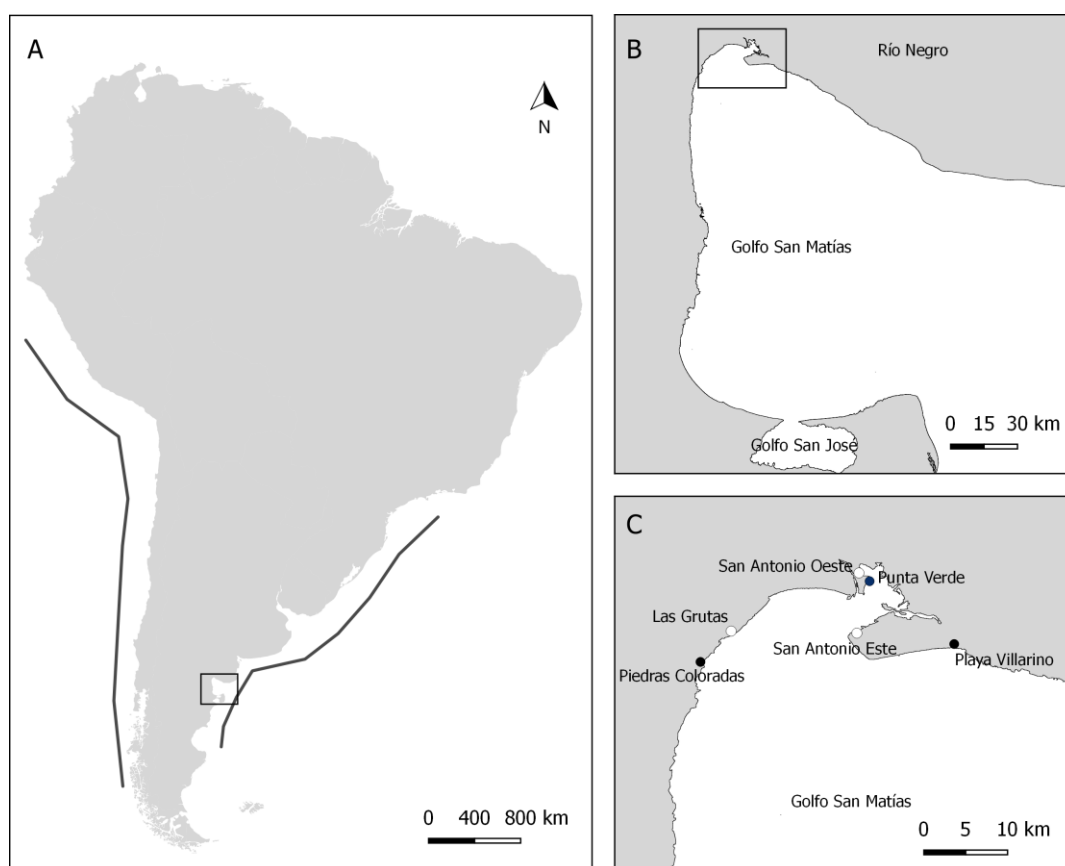 A
N
0 400 800 km
B
Río Negro
Golfo San Matías
0 15 30 km
Golfo San José
C
San Antonio Oeste
Punta Verde
Las Grutas
San Antonio Este
Playa Villarino
Piedras Coloradas
Golfo San Matías
0 5 10 km